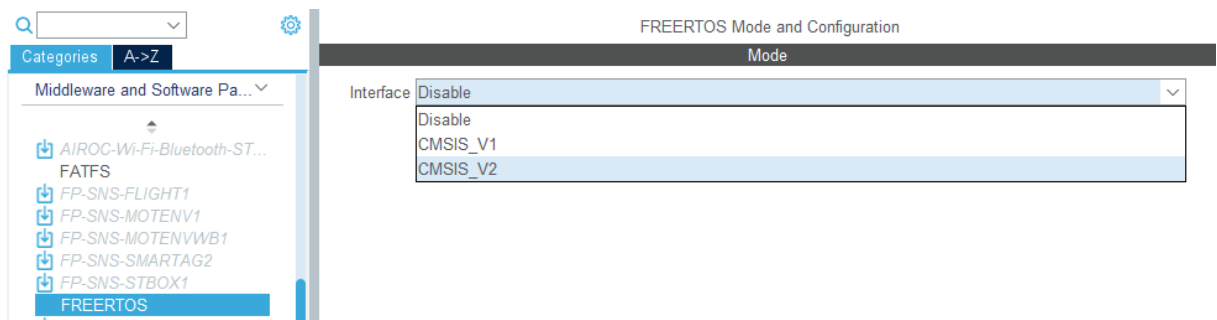 Categories
A->Z
Middleware and Software Pa...
AIROC-Wi-Fi-Bluetooth-ST...
FATFS
FP-SNS-FLIGHT1
FP-SNS-MOTENV1
FP-SNS-MOTENVWB1
FP-SNS-SMARTAG2
FP-SNS-STBOX1
FREERTOS
FREERTOS Mode and Configuration
Mode
Interface Disable
Disable
CMSIS_V1
CMSIS_V2